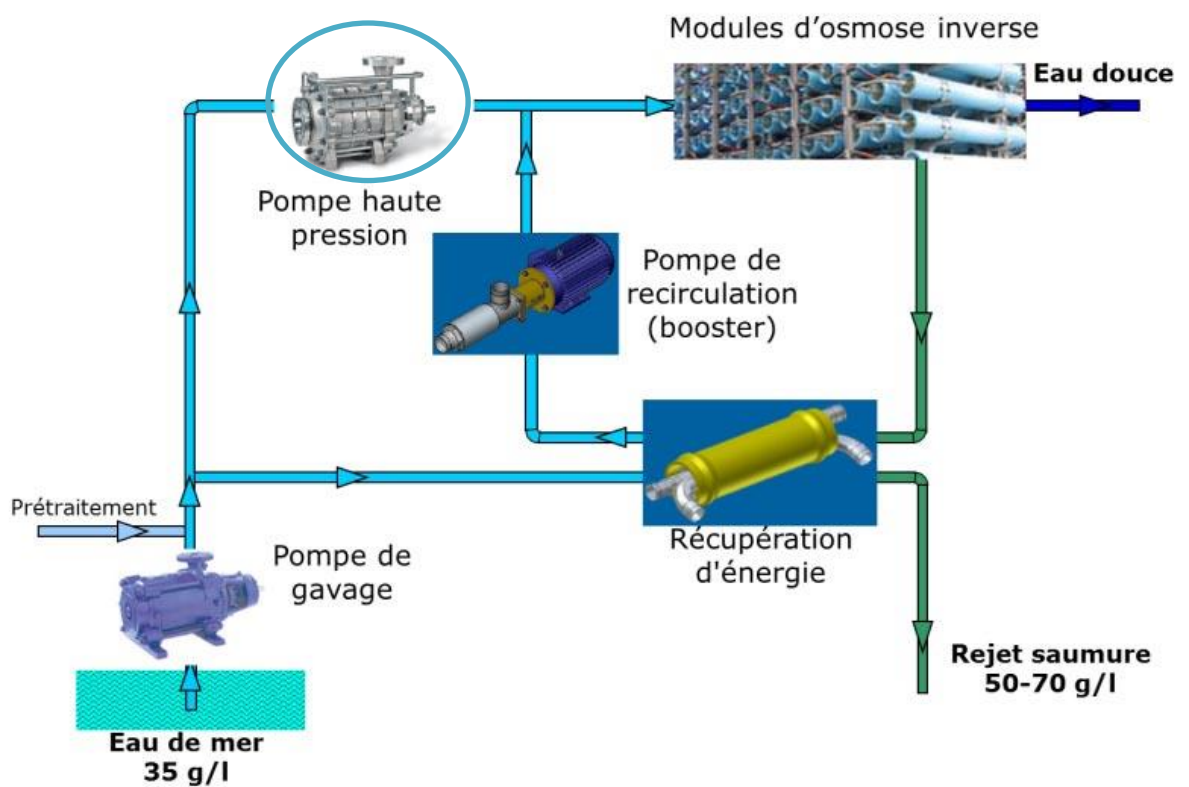 Modules d’osmose inverse
Eau douce
Pompe haute
pression
Pompe de
recirculation
(booster)
Prétraitement
Pompe de
gavage
Récupération
d'énergie
Rejet saumure
50-70 g/l
Eau de mer
35 g/l